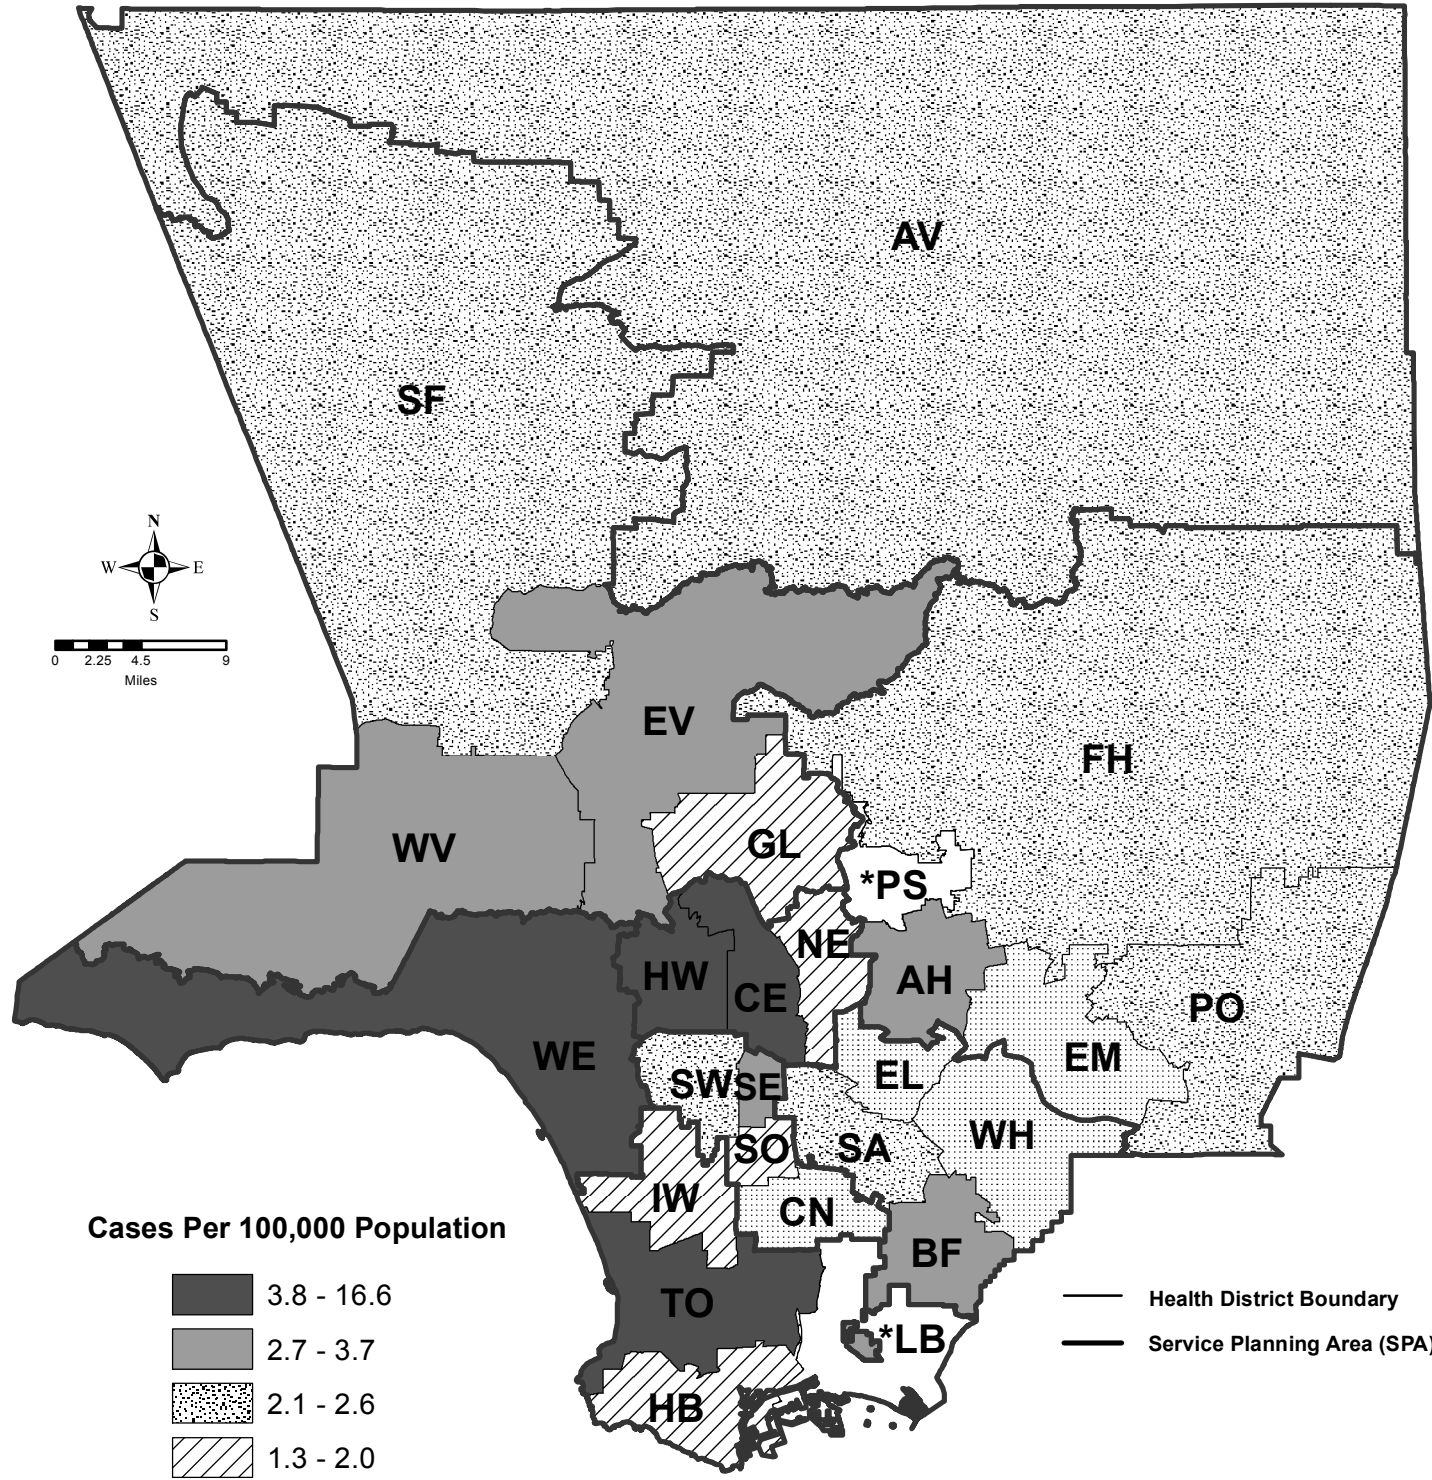 AV
SF
N
W E
S
0 2.25 4.5 9
Miles
EV
FH
WV
GL
*PS
NE
HW
AH
CE
PO
WE
EM
EL
SW
SE
WH
SO
SA
IW
CN
BF
Cases Per 100,000 Population
3.8 - 16.6
2.7 - 3.7
2.1 - 2.6
1.3 - 2.0
TO
*LB
HB
Health District Boundary
Service Planning Area (SPA)